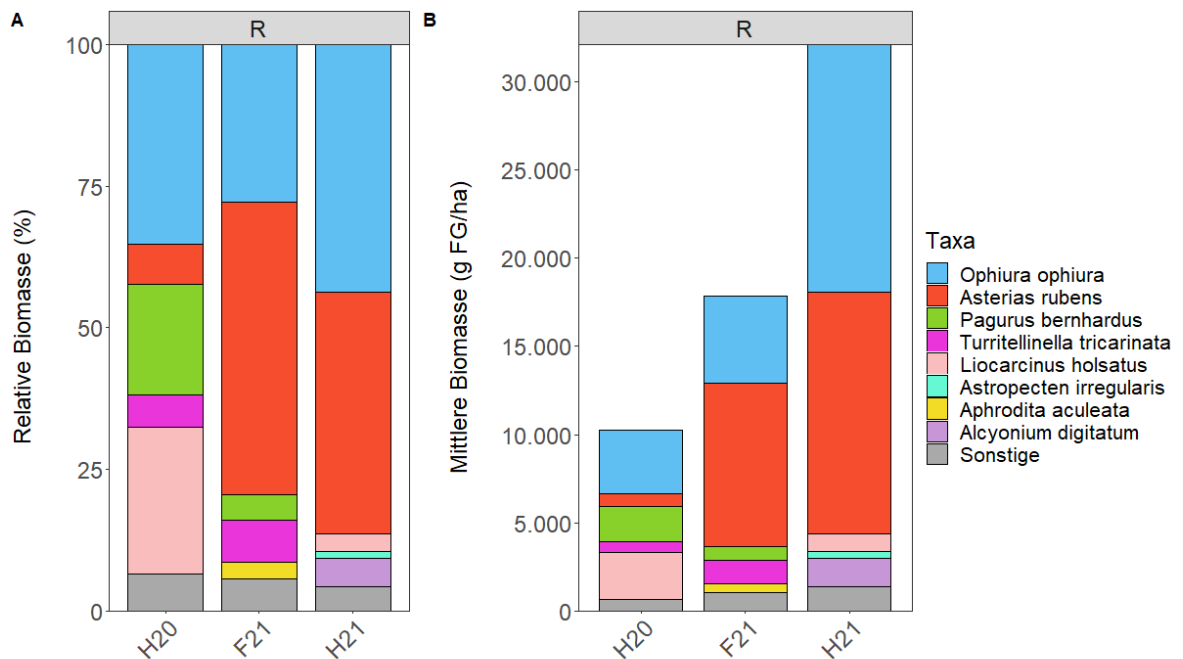 A
R
Relative Biomasse (%)
100
75
50
25
0
H20
F21
H21
B
R
Mittlere Biomasse (g FG/ha)
30.000
25.000
20.000
15.000
10.000
5.000
0
H20
F21
H21
Taxa
Ophiura ophiura
Asterias rubens
Pagurus bernhardus
Turritellinella tricarinata
Liocarcinus holsatus
Astropecten irregularis
Aphrodita aculeata
Alcyonium digitatum
Sonstige